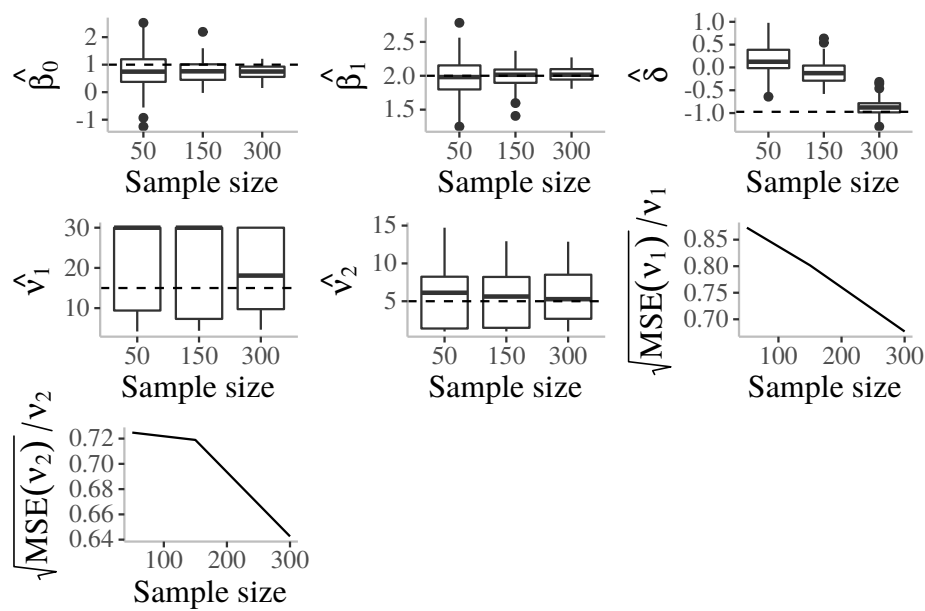 β̂0
2
1
0
-1
50 150 300
Sample size
β̂1
2.5
2.0
1.5
50 150 300
Sample size
δ̂
1.0
0.5
0.0
-0.5
-1.0
50 150 300
Sample size
ν̂1
30
20
10
50 150 300
Sample size
ν̂2
15
10
5
50 150 300
Sample size
√MSE(ν1) /ν1
0.85
0.80
0.75
0.70
100 200 300
Sample size
√MSE(ν2) /ν2
0.72
0.70
0.68
0.66
0.64
100 200 300
Sample size